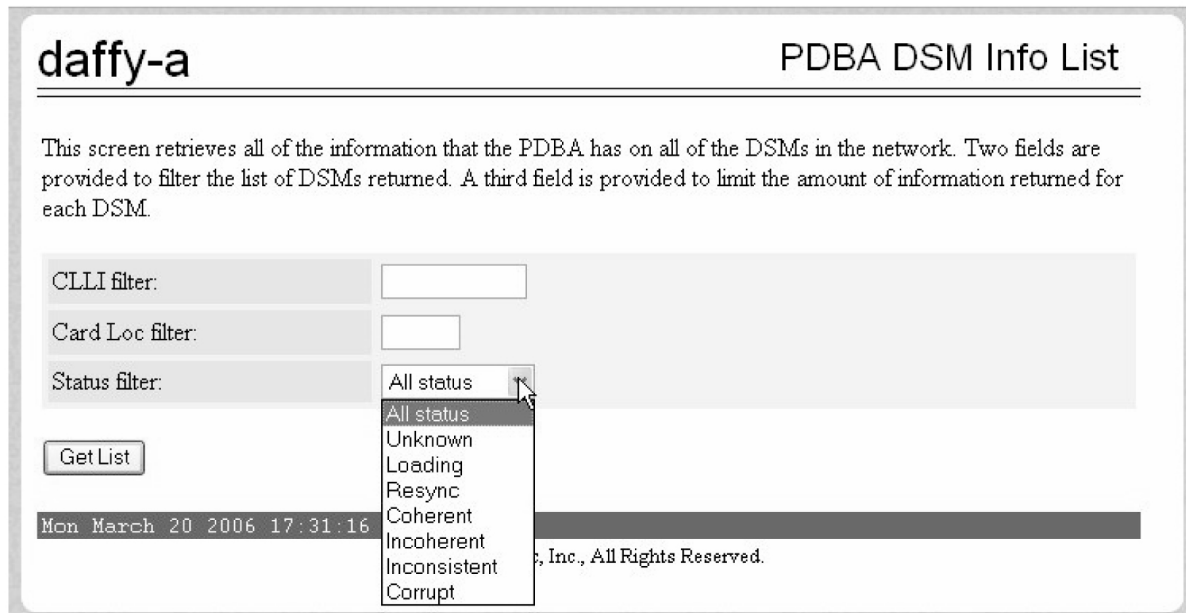 daffy-a
PDBA DSM Info List
This screen retrieves all of the information that the PDBA has on all of the DSMs in the network. Two fields are
provided to filter the list of DSMs returned. A third field is provided to limit the amount of information returned for
each DSM.
CLLI filter:
Card Loc filter:
Status filter:
All status
All status
Unknown
Loading
Resync
Coherent
Incoherent
Inconsistent
Corrupt
Get List
Mon March 20 2006 17:31:16
, Inc., All Rights Reserved.